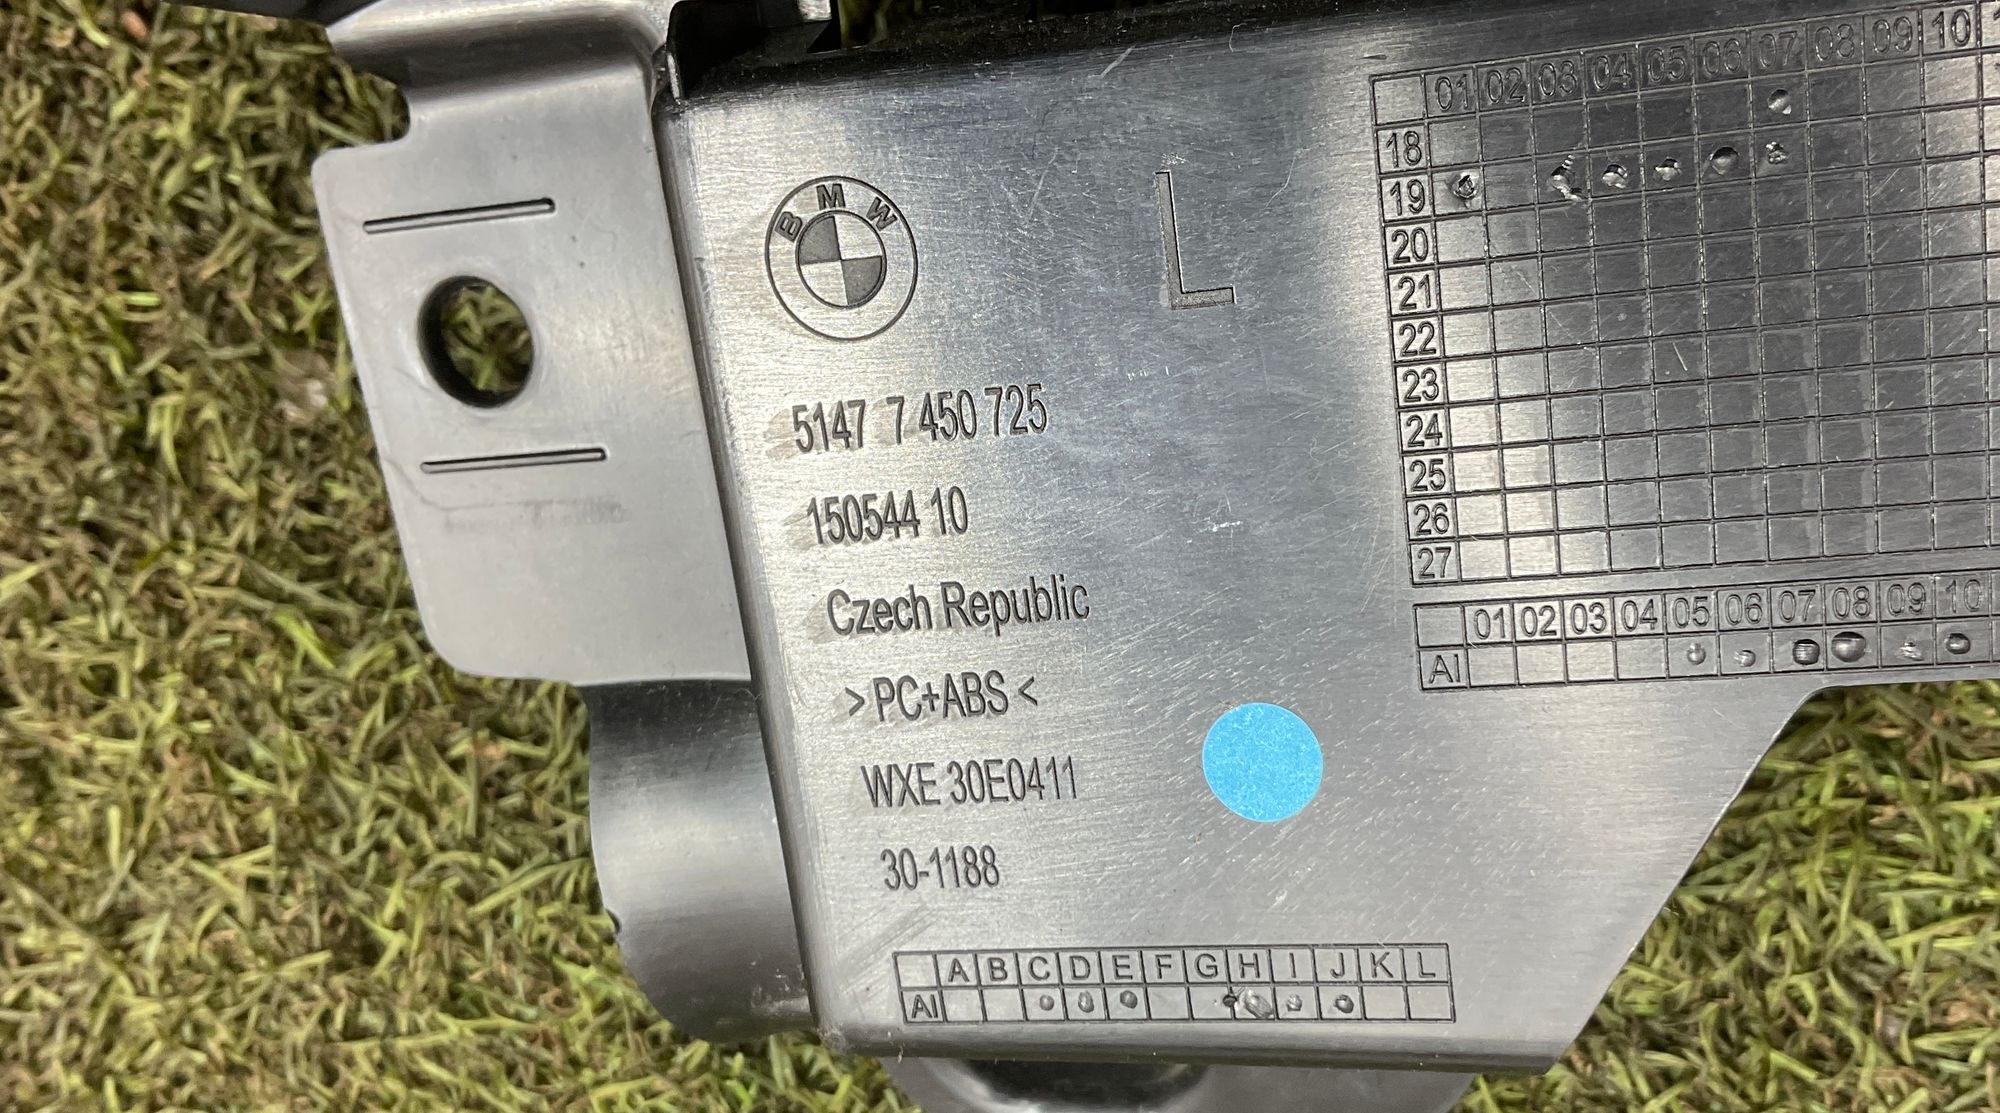 BMW
L
5147 7 450 725
150544 10
Czech Republic
>PC+ABS<
WXE 30E0411
30-1188
01 02 03 04 05 06 07 08 09 10
18
19
20
21
22
23
24
25
26
27
01 02 03 04 05 06 07 08 09 10
AI
A B C D E F G H I J K L
AI